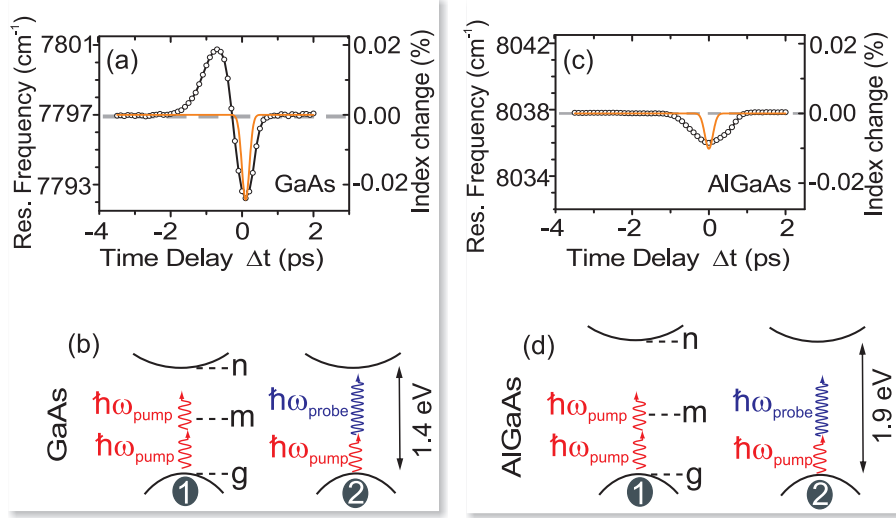 (a)
Res. Frequency (cm⁻¹)
7801
7797
7793
0.02
0.00
-0.02
Index change (%)
GaAs
-4 -2 0 2
Time Delay Δt (ps)
(b)
GaAs
n
ħω_pump m ħω_probe
ħω_pump g ħω_pump
1 2
1.4 eV
(c)
Res. Frequency (cm⁻¹)
8042
8038
8034
0.02
0.00
-0.02
Index change (%)
AlGaAs
-4 -2 0 2
Time Delay Δt (ps)
(d)
AlGaAs
n
ħω_pump m ħω_probe
ħω_pump g ħω_pump
1 2
1.9 eV